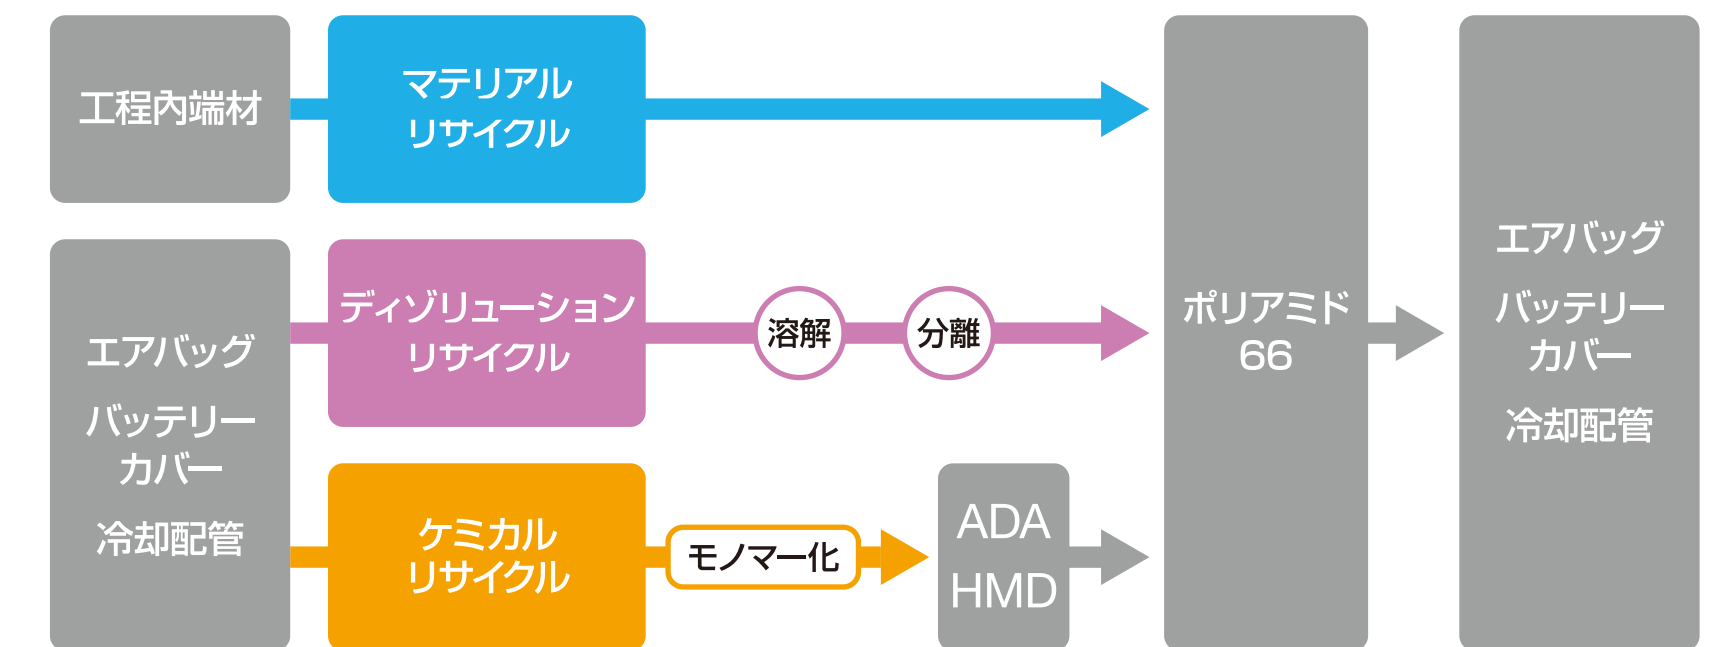 工程内端材
マテリアル
リサイクル
エアバッグ
バッテリー
カバー
冷却配管
ディゾリューション
リサイクル
溶解
分離
ケミカル
リサイクル
モノマー化
ADA
HMD
ポリアミド
66
エアバッグ
バッテリー
カバー
冷却配管